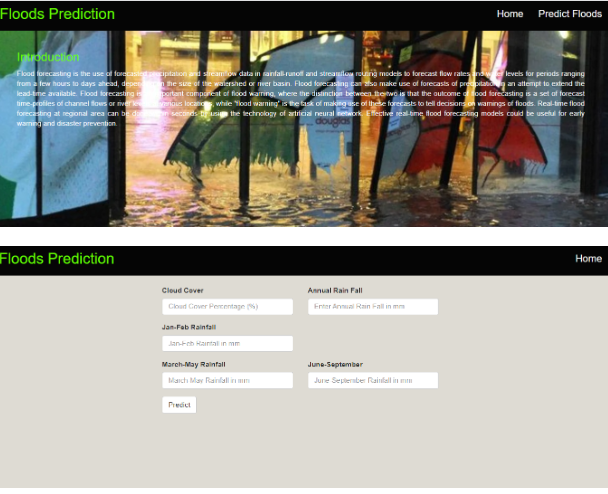 Floods Prediction
Home Predict Floods
Introduction
Flood forecasting is the use of forecasted precipitation and streamflow data in rainfall-runoff and streamflow routing models to forecast flow rates and water levels for periods ranging
from a few hours to days ahead, depending on the size of the watershed or river basin. Flood forecasting can also make use of forecasts of precipitation in an attempt to extend the
lead-time available. Flood forecasting is an important component of flood warning, where the distinction between the two is that the outcome of flood forecasting is a set of forecast
time-profiles of channel flows or river levels at various locations, while "flood warning" is the task of making use of these forecasts to tell decisions on warnings of floods. Real-time flood
forecasting at regional area can be done in seconds by using the technology of artificial neural network. Effective real-time flood forecasting models could be useful for early
warning and disaster prevention.
douglas
Floods Prediction
Home
Cloud Cover Annual Rain Fall
Cloud Cover Percentage (%) Enter Annual Rain Fall in mm
Jan-Feb Rainfall
Jan-Feb Rainfall in mm
March-May Rainfall June-September
March May Rainfall in mm June September Rainfall in mm
Predict